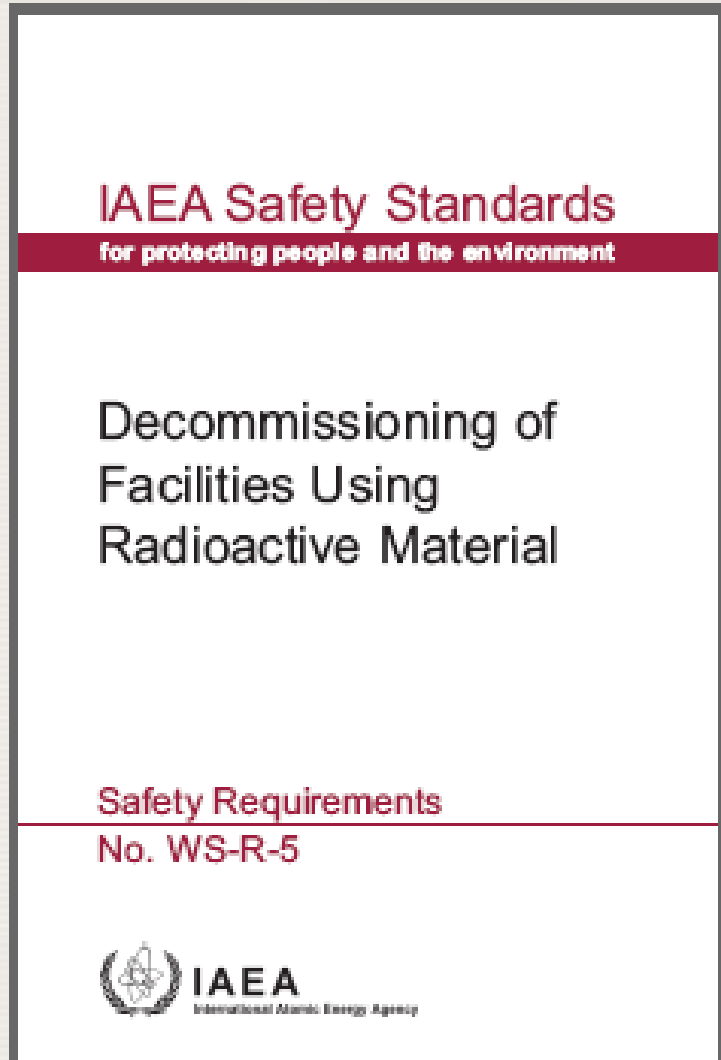 IAEA Safety Standards
for protecting people and the environment
Decommissioning of
Facilities Using
Radioactive Material
Safety Requirements
No. WS-R-5
IAEA
International Atomic Energy Agency